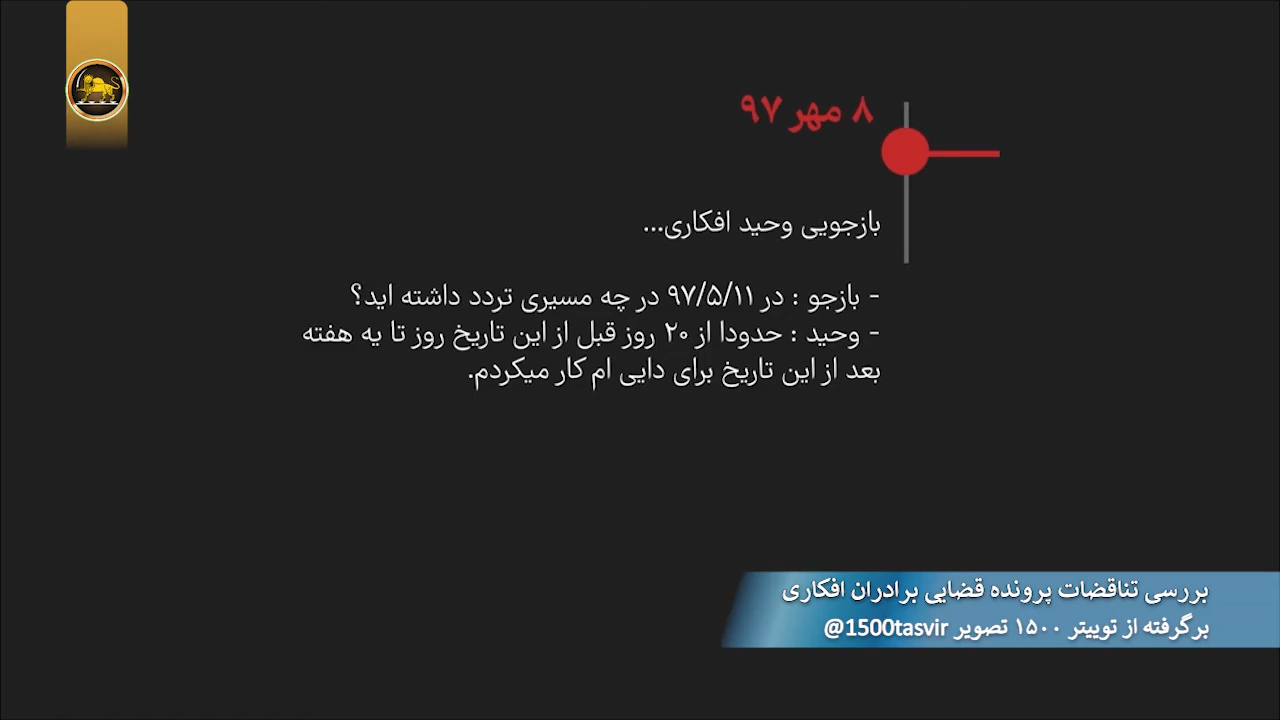 ۸ مهر ۹۷
بازجویی وحید افکاری...
- بازجو : در ۹۷/۵/۱۱ در چه مسیری تردد داشته اید؟
- وحید : حدودا از ۲۰ روز قبل از این تاریخ روز تا یه هفته
بعد از این تاریخ برای دایی ام کار میکردم.
بررسی تناقضات پرونده قضایی برادران افکاری
برگرفته از توییتر ۱۵۰۰ تصویر @1500tasvir